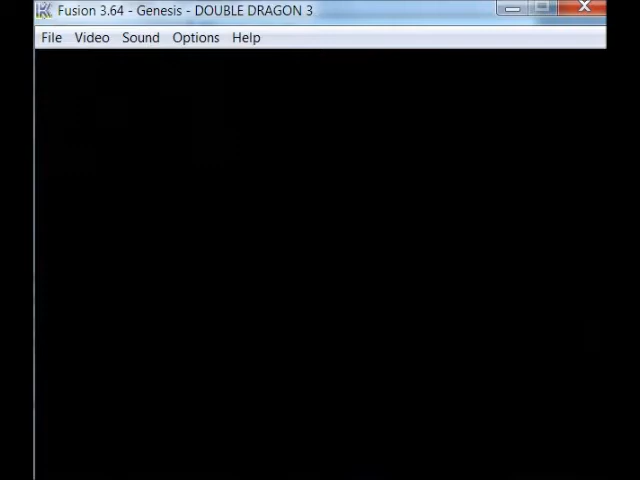 Fusion 3.64 - Genesis - DOUBLE DRAGON 3
File Video Sound Options Help